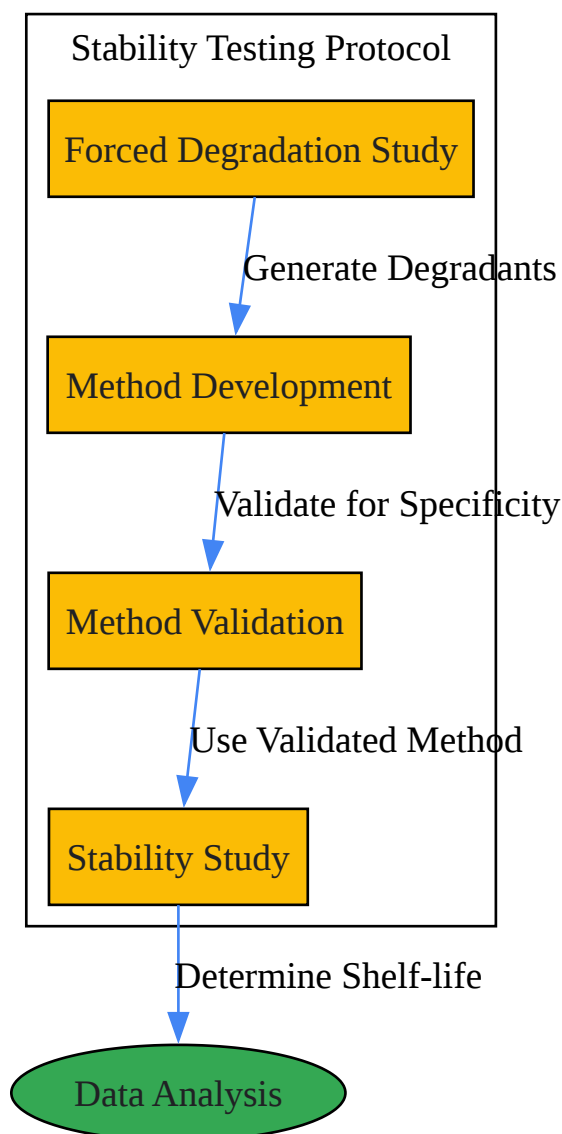 Stability Testing Protocol
Forced Degradation Study
Generate Degradants
Method Development
Validate for Specificity
Method Validation
Use Validated Method
Stability Study
Determine Shelf-life
Data Analysis